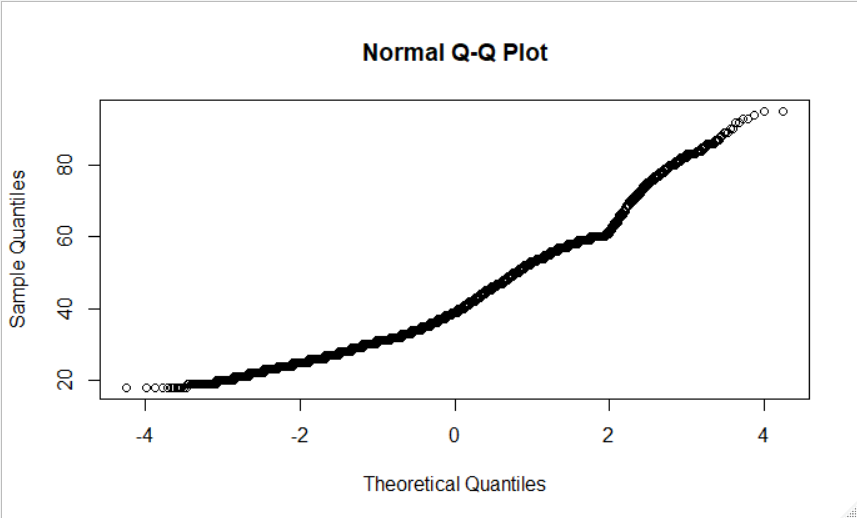 Normal Q-Q Plot
Sample Quantiles
80
60
40
20
-4 -2 0 2 4
Theoretical Quantiles